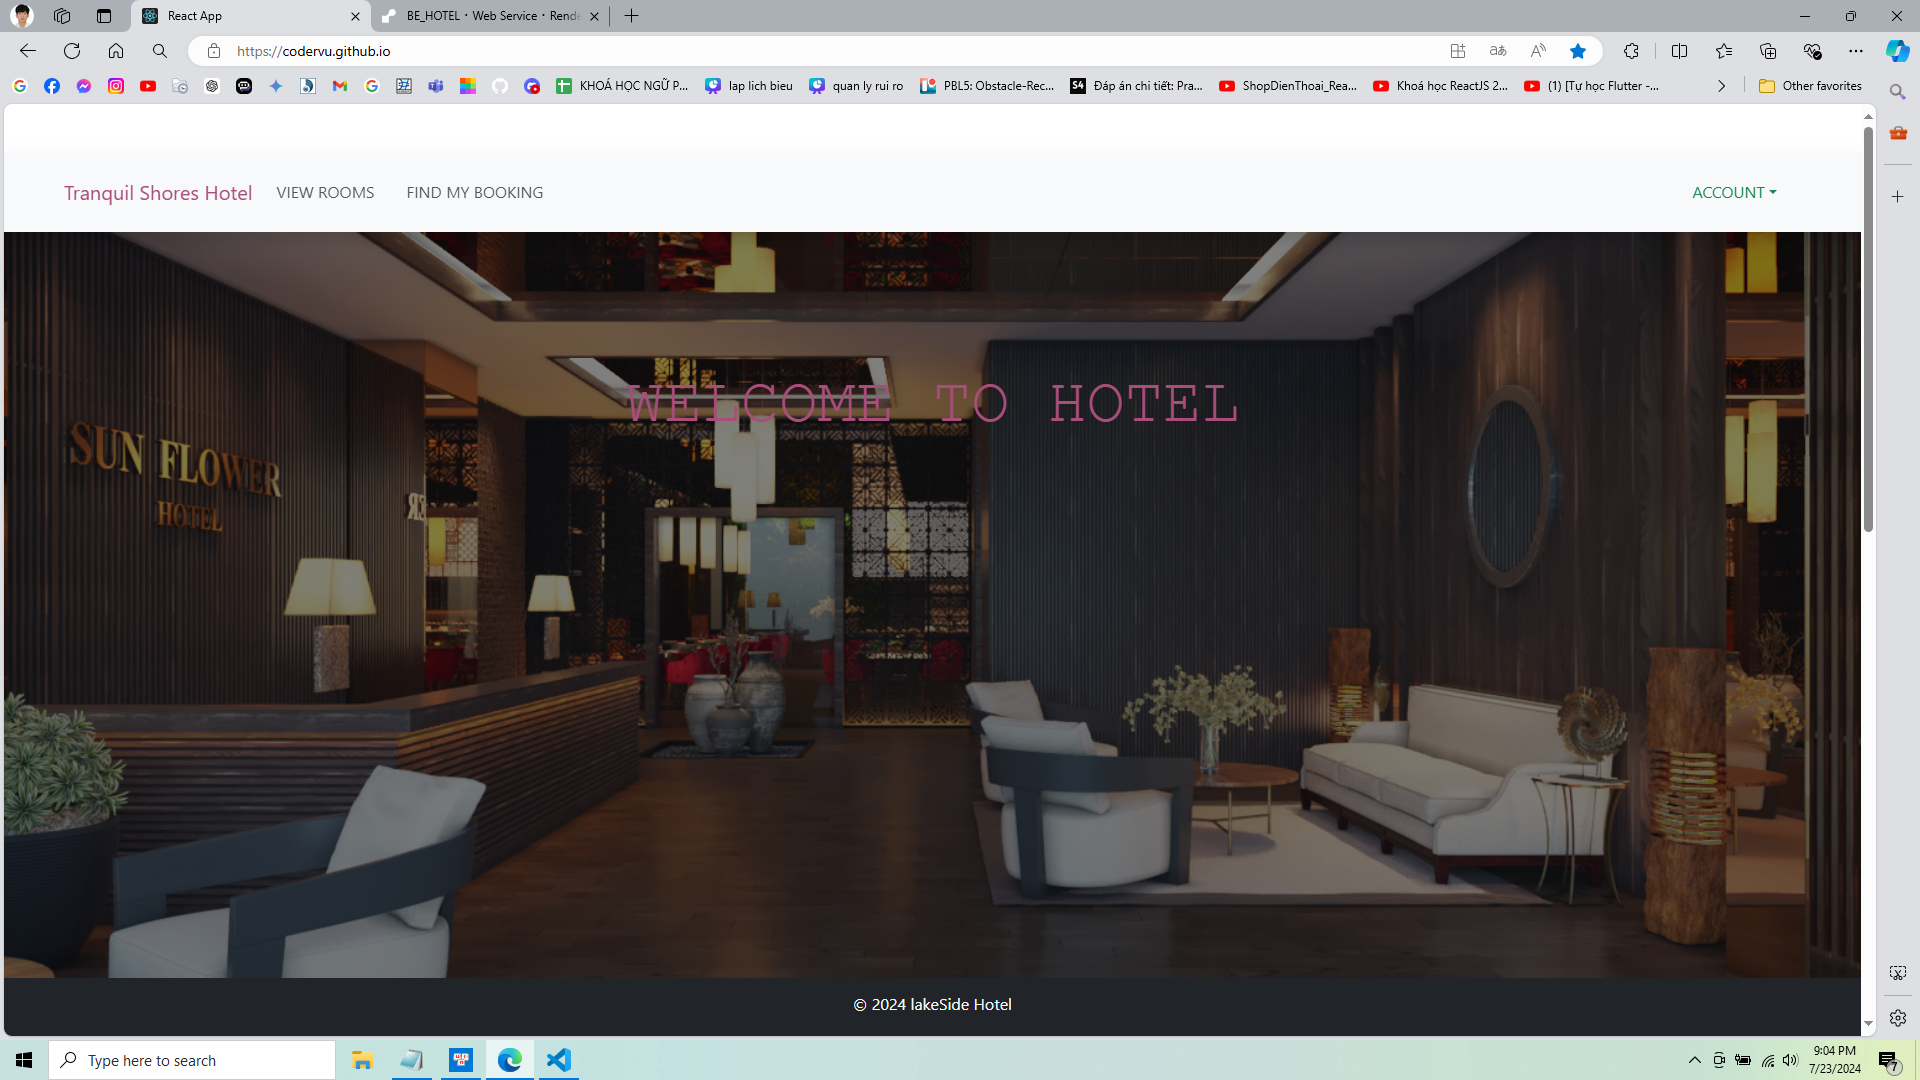 React App
BE_HOTEL · Web Service · Rende
https://codervu.github.io
KHOÁ HỌC NGỮ P...
lap lich bieu
quan ly rui ro
PBL5: Obstacle-Rec...
S4
Đáp án chi tiết: Pra...
ShopDienThoai_Rea...
Khoá học ReactJS 2...
(1) [Tự học Flutter -...
Other favorites
Tranquil Shores Hotel
VIEW ROOMS
FIND MY BOOKING
ACCOUNT
WELCOME TO HOTEL
SUN FLOWER
HOTEL
© 2024 lakeSide Hotel
Type here to search
9:04 PM
7/23/2024
7